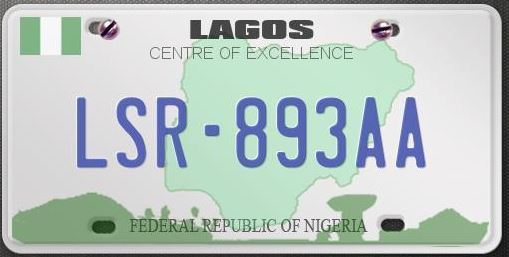 LAGOS
CENTRE OF EXCELLENCE
LSR-893AA
FEDERAL REPUBLIC OF NIGERIA